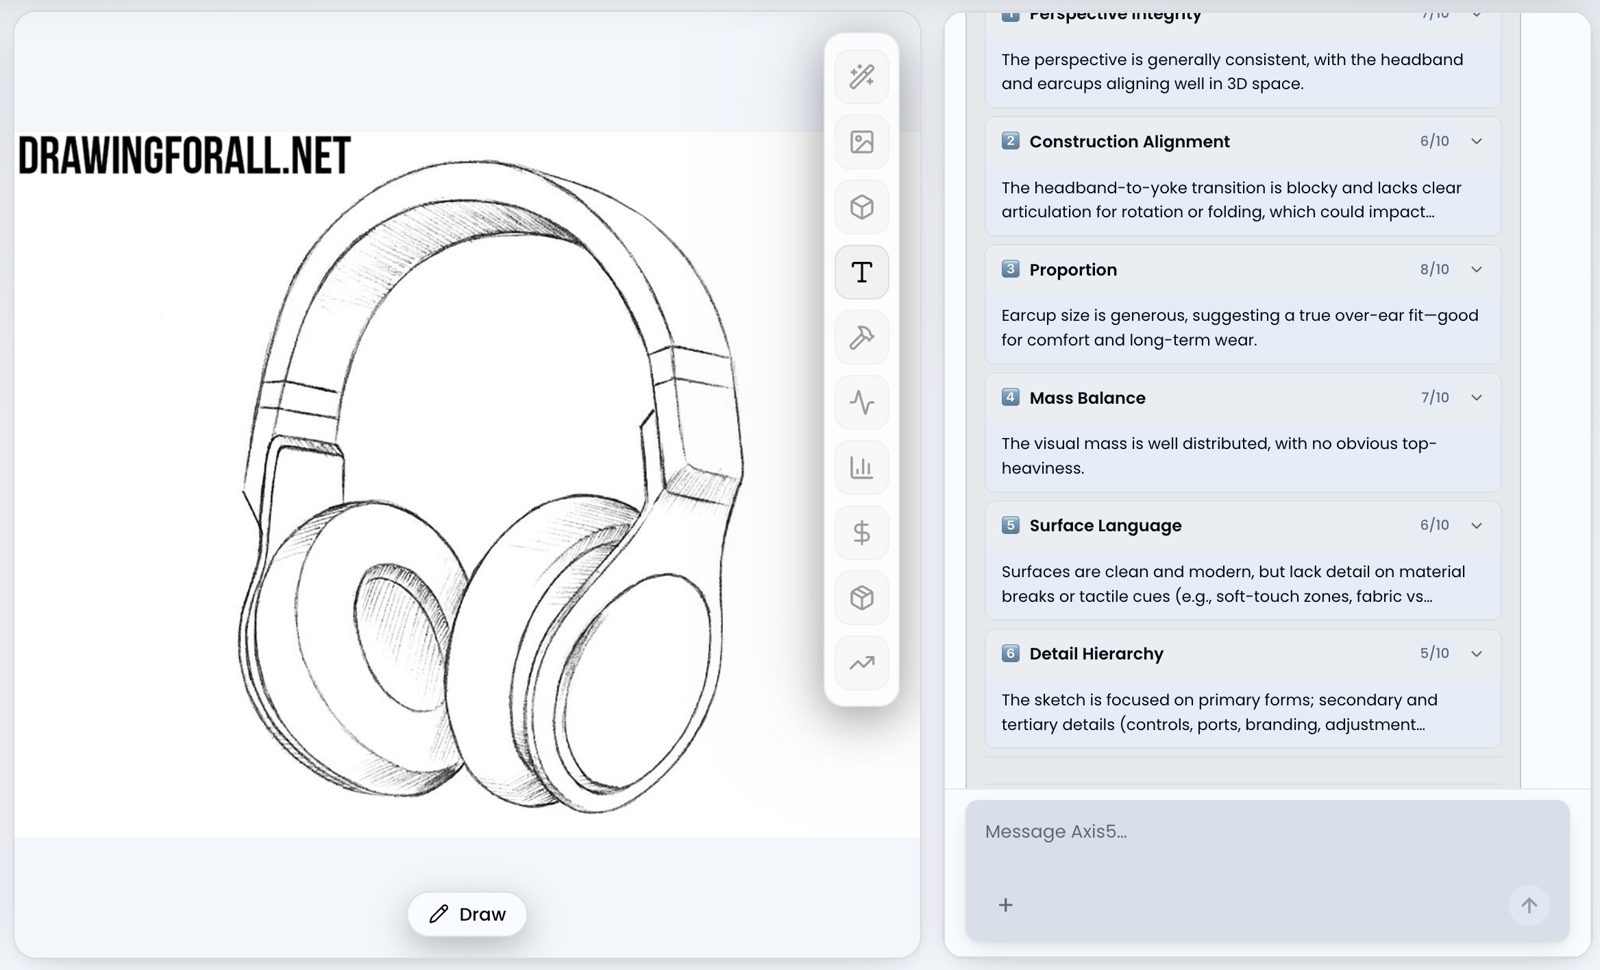 DRAWINGFORALL.NET
Draw
1 Perspective Integrity 7/10
The perspective is generally consistent, with the headband
and earcups aligning well in 3D space.
2 Construction Alignment 6/10
The headband-to-yoke transition is blocky and lacks clear
articulation for rotation or folding, which could impact…
3 Proportion 8/10
Earcup size is generous, suggesting a true over-ear fit—good
for comfort and long-term wear.
4 Mass Balance 7/10
The visual mass is well distributed, with no obvious top-
heaviness.
5 Surface Language 6/10
Surfaces are clean and modern, but lack detail on material
breaks or tactile cues (e.g., soft-touch zones, fabric vs…
6 Detail Hierarchy 5/10
The sketch is focused on primary forms; secondary and
tertiary details (controls, ports, branding, adjustment…
Message Axis5…